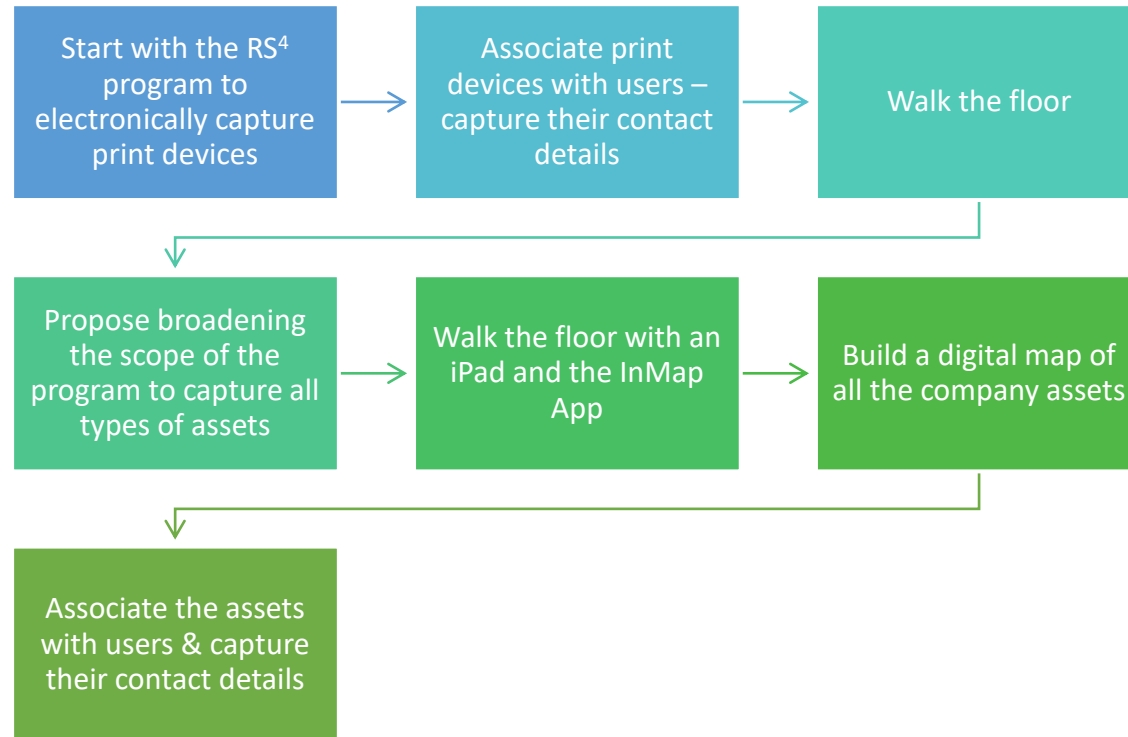 Start with the RS⁴
program to
electronically capture
print devices
Associate print
devices with users –
capture their contact
details
Walk the floor
Propose broadening
the scope of the
program to capture all
types of assets
Walk the floor with an
iPad and the InMap
App
Build a digital map of
all the company assets
Associate the assets
with users & capture
their contact details